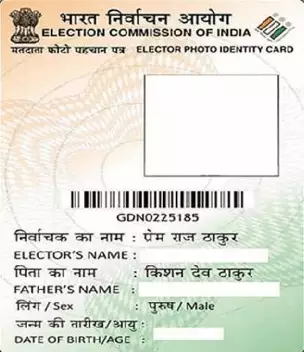 भारत निर्वाचन आयोग
ELECTION COMMISSION OF INDIA
मतदाता फोटो पहचान पत्र ELECTOR PHOTO IDENTITY CARD
GDN0225185
निर्वाचक का नाम : प्रेम राज ठाकुर
ELECTOR'S NAME :
पिता का नाम : किशन देव ठाकुर
FATHER'S NAME :
लिंग / Sex : पुरुष / Male
जन्म की तारीख/आयु :
DATE OF BIRTH/AGE :